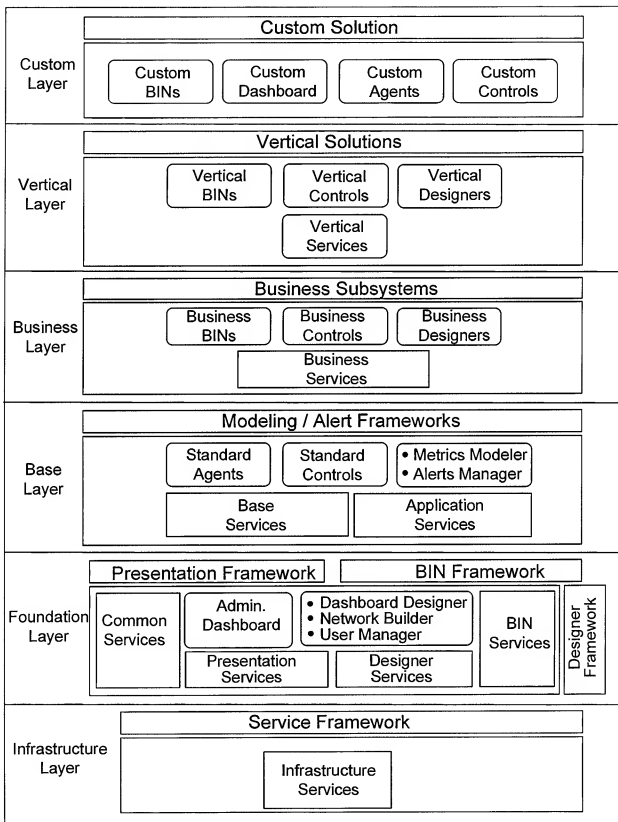 Custom Solution
Custom
Layer
Custom
BINs
Custom
Dashboard
Custom
Agents
Custom
Controls
Vertical Solutions
Vertical
Layer
Vertical
BINs
Vertical
Controls
Vertical
Designers
Vertical
Services
Business Subsystems
Business
Layer
Business
BINs
Business
Controls
Business
Designers
Business
Services
Modeling / Alert Frameworks
Base
Layer
Standard
Agents
Standard
Controls
• Metrics Modeler
• Alerts Manager
Base
Services
Application
Services
Presentation Framework
BIN Framework
Foundation
Layer
Common
Services
Admin.
Dashboard
• Dashboard Designer
• Network Builder
• User Manager
BIN
Services
Designer
Framework
Presentation
Services
Designer
Services
Service Framework
Infrastructure
Layer
Infrastructure
Services